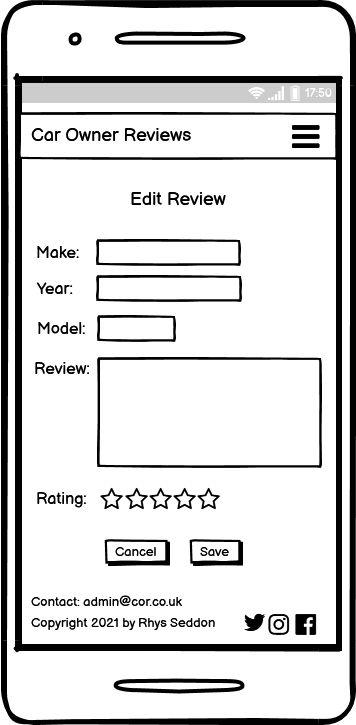 17:50
Car Owner Reviews
Edit Review
Make:
Year:
Model:
Review:
Rating:
Cancel Save
Contact: admin@cor.co.uk
Copyright 2021 by Rhys Seddon